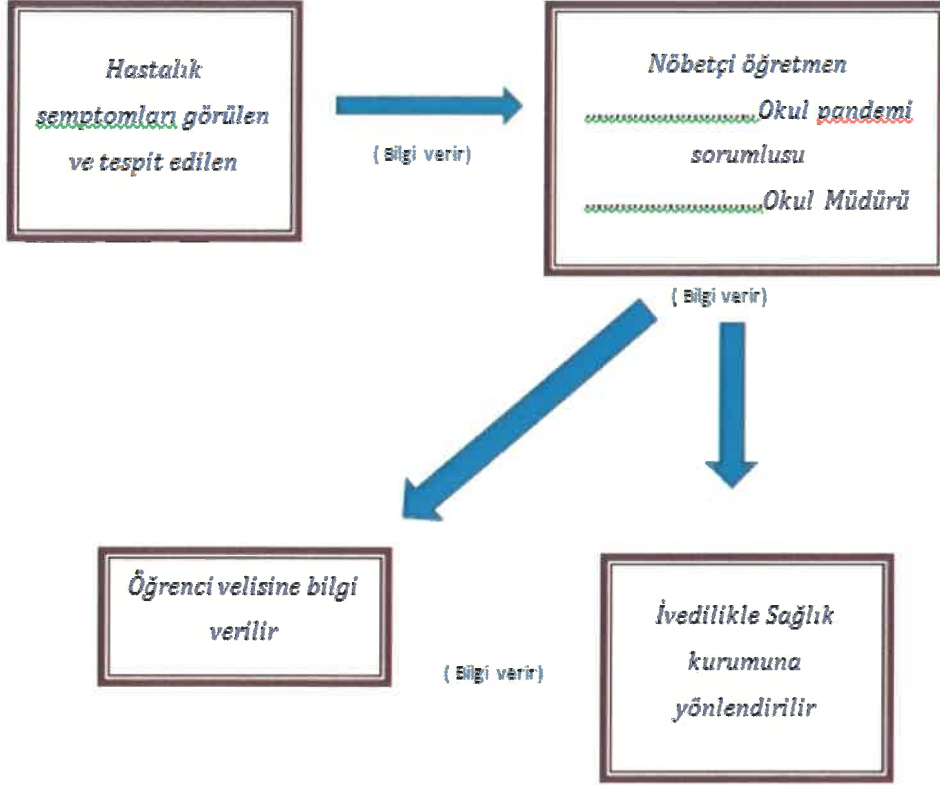 Hastalık
semptomları görülen
ve tespit edilen
( Bilgi verir)
Nöbetçi öğretmen
..............................Okul pandemi
sorumlusu
..............................Okul Müdürü
( Bilgi verir)
Öğrenci velisine bilgi
verilir
( Bilgi verir)
İvedilikle Sağlık
kurumuna
yönlendirilir